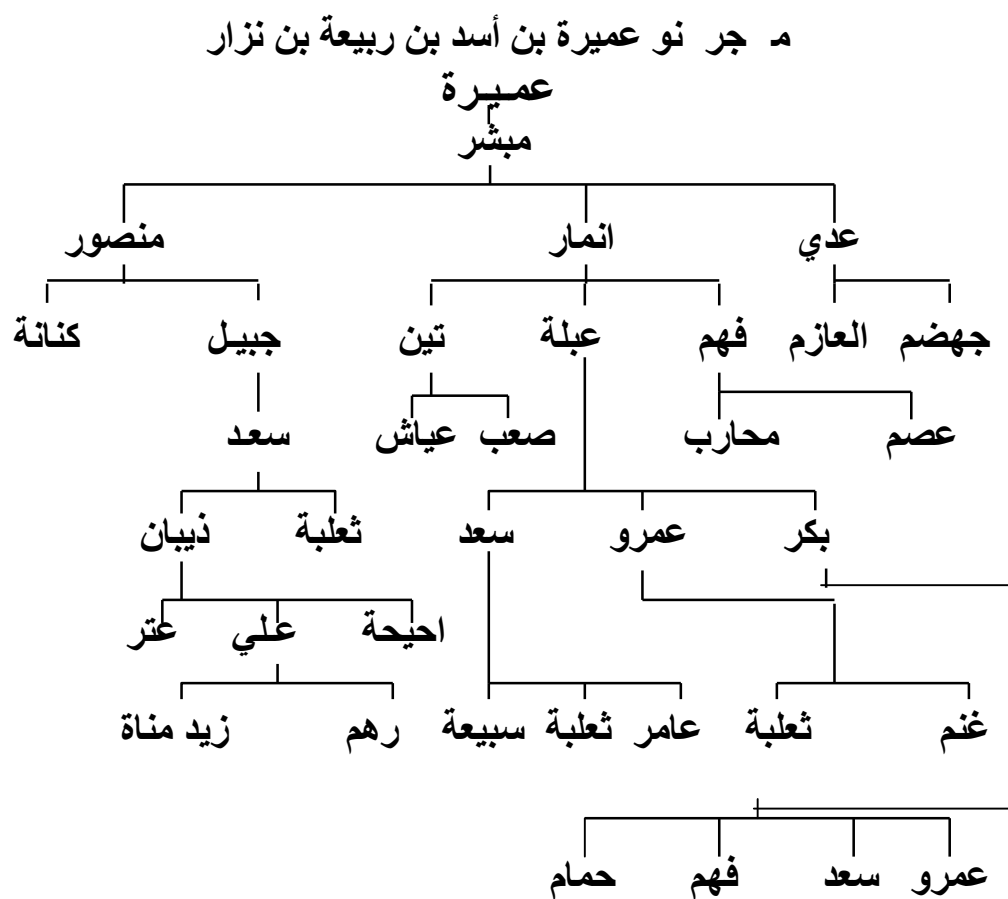 م جر نو عميرة بن أسد بن ربيعة بن نزار
عميرة
مبشر
عدي انمار منصور
جهضم العازم فهم عبلة تين جبيل كنانة
عصم محارب صعب عياش سعد
بكر عمرو سعد ثعلبة ذيبان
احيحة علي عتر
غنم ثعلبة عامر ثعلبة سبيعة رهم زيد مناة
عمرو سعد فهم حمام